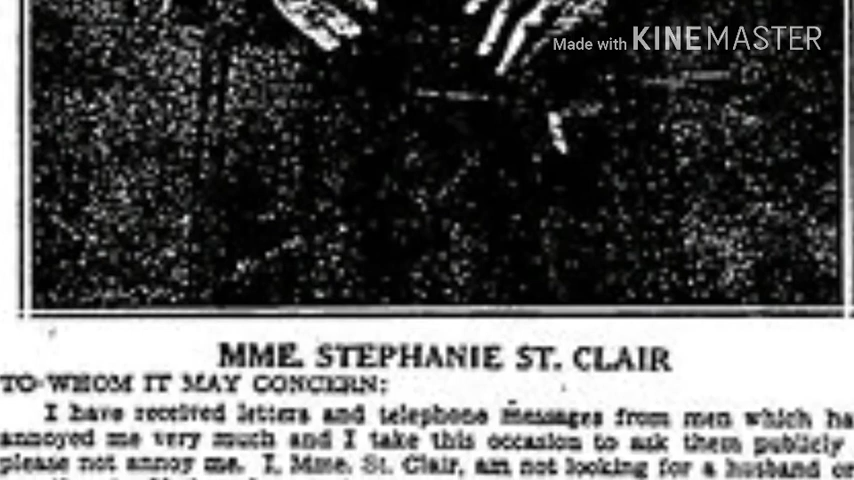 Made with KINEMASTER
MME. STEPHANIE ST. CLAIR
TO WHOM IT MAY CONCERN:
I have received letters and telephone messages from men which ha
annoyed me very much and I take this occasion to ask them publicly
please not annoy me. I, Mme. St. Clair, am not looking for a husband or